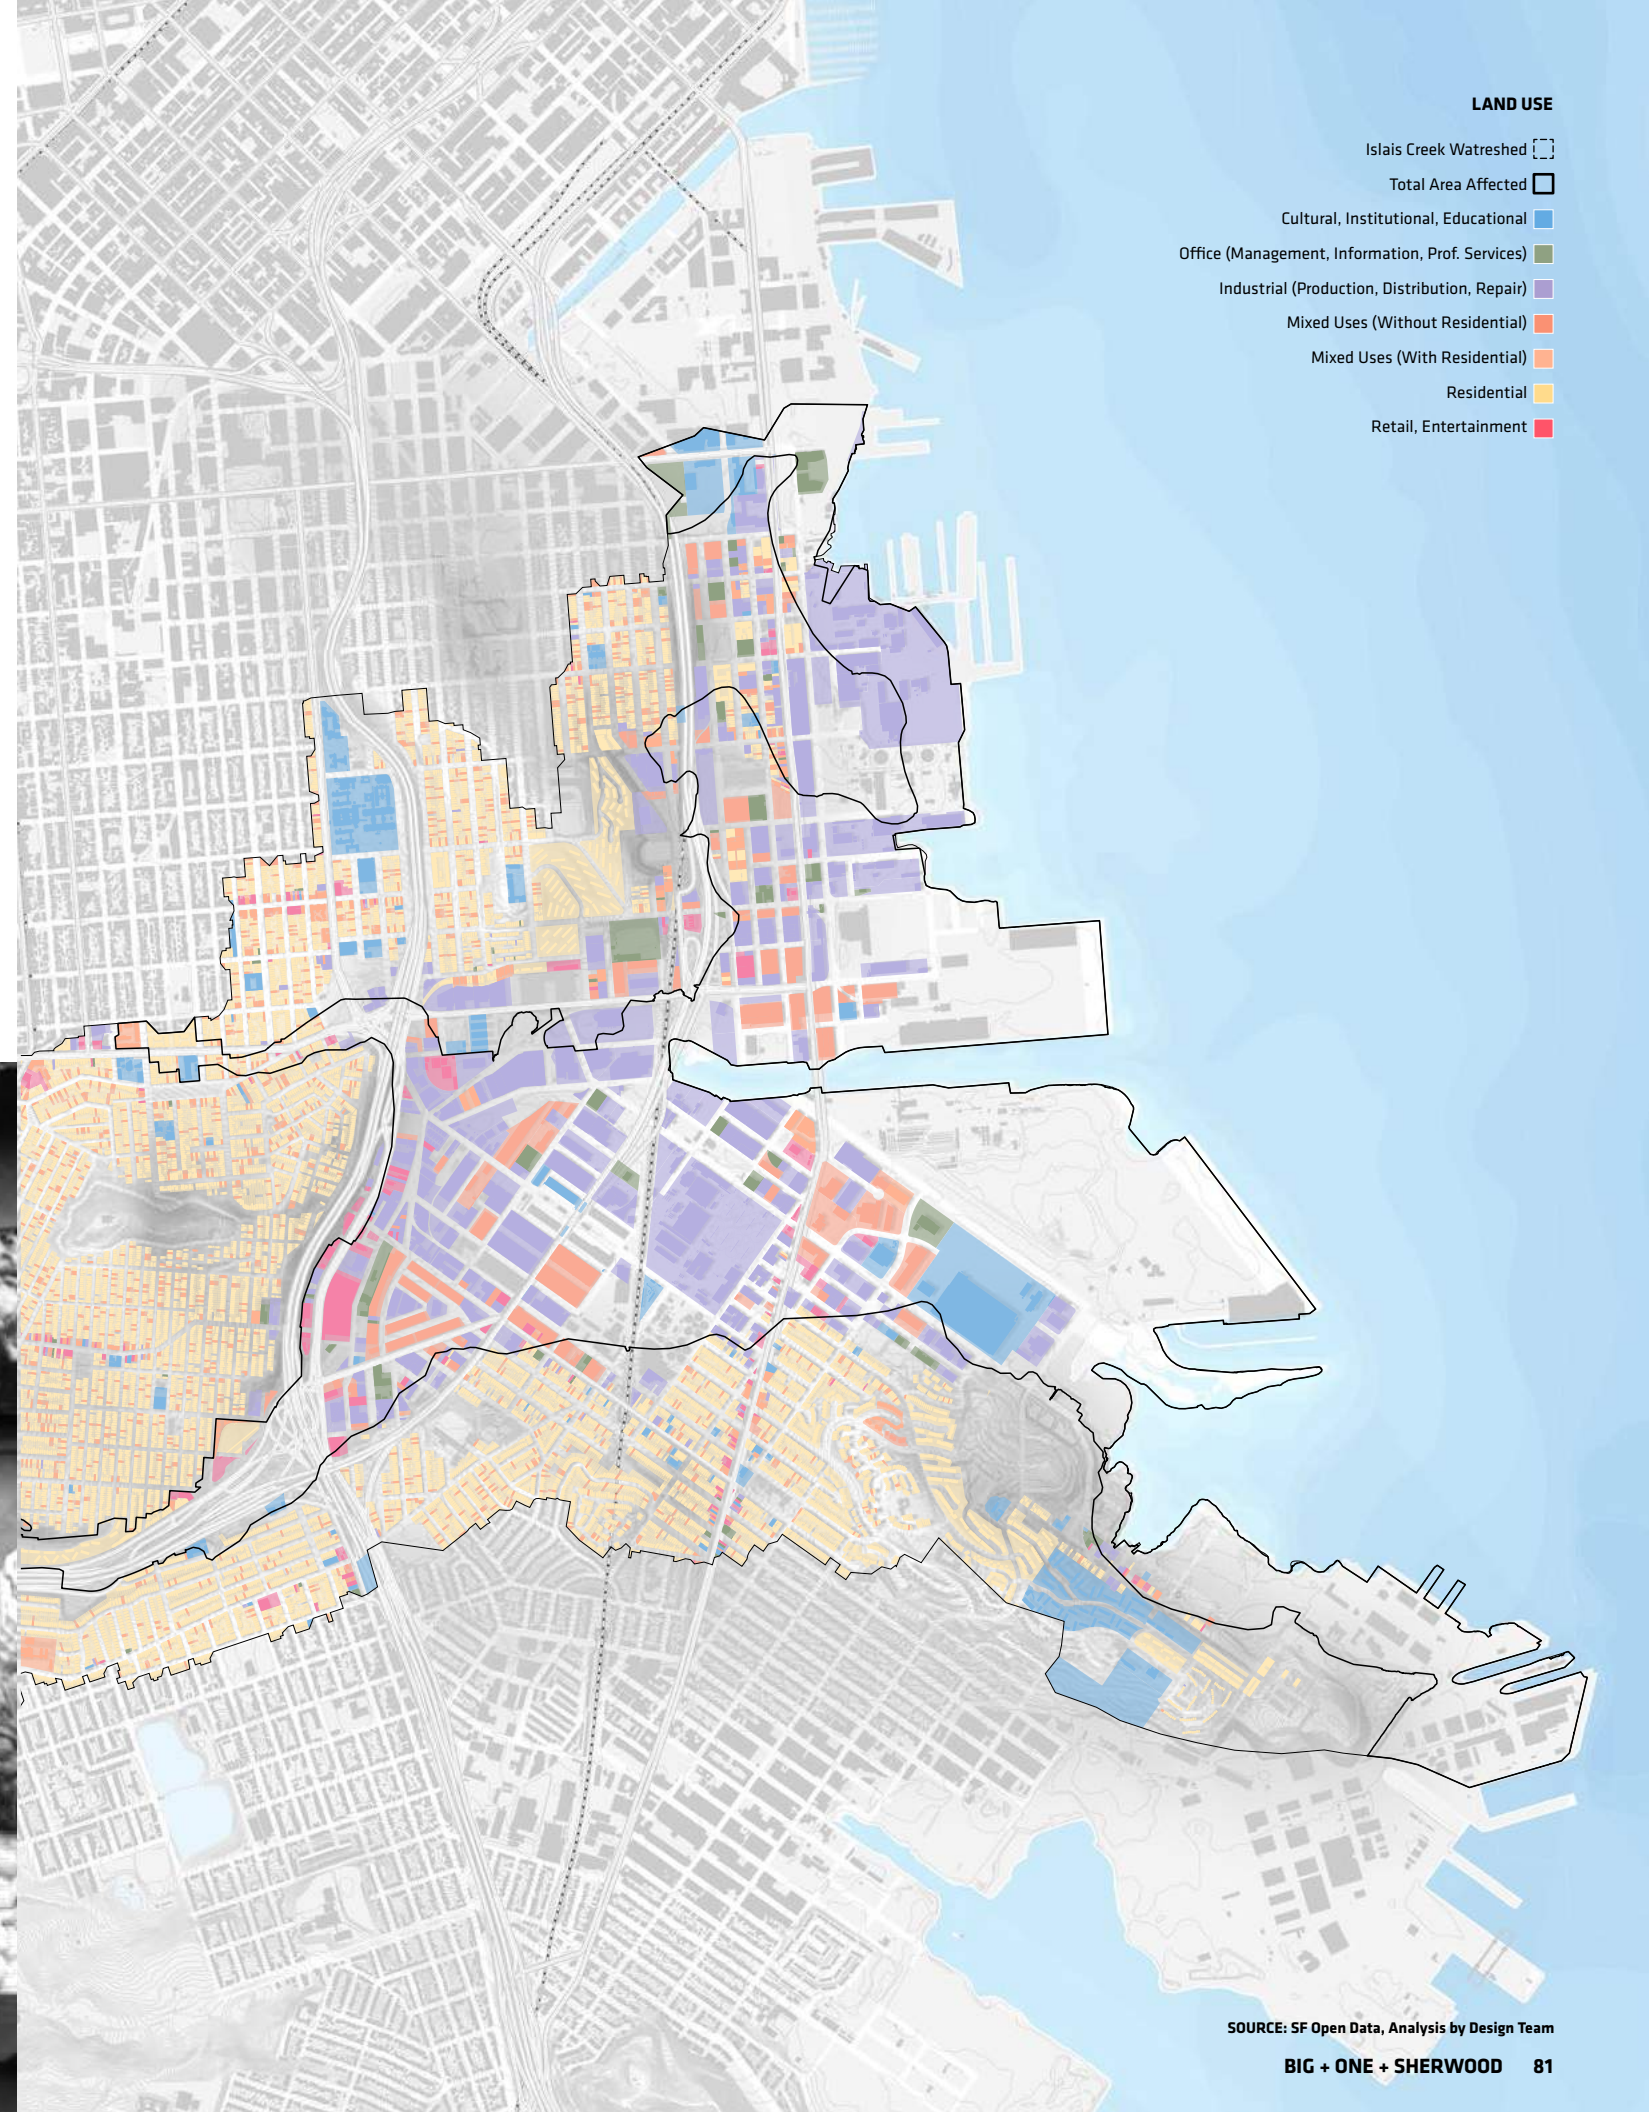 LAND USE
Islais Creek Watreshed
Total Area Affected
Cultural, Institutional, Educational
Office (Management, Information, Prof. Services)
Industrial (Production, Distribution, Repair)
Mixed Uses (Without Residential)
Mixed Uses (With Residential)
Residential
Retail, Entertainment
SOURCE: SF Open Data, Analysis by Design Team
BIG + ONE + SHERWOOD 81